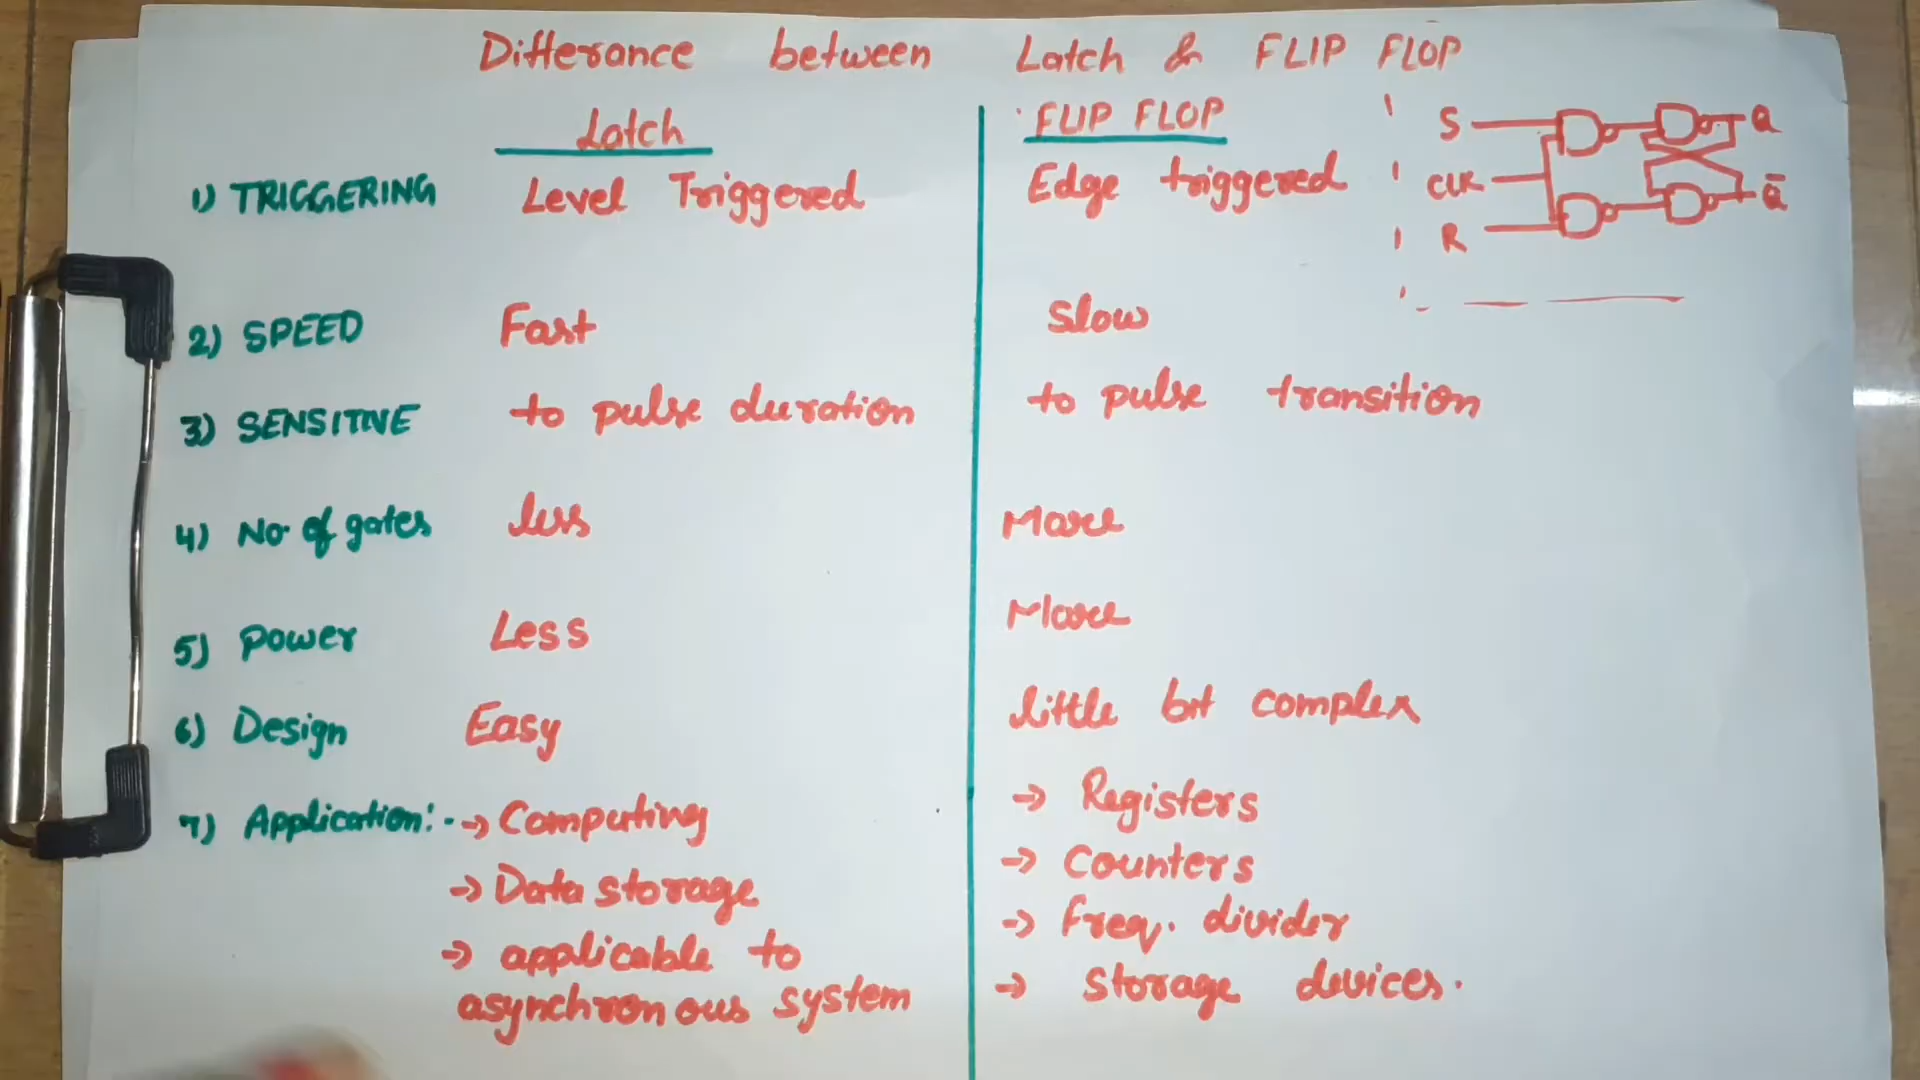 Differance between Latch & FLIP FLOP
Latch FLIP FLOP
1) TRIGGERING Level Triggered Edge triggered
S Q
CLK
R Q̄
2) SPEED Fast Slow
3) SENSITIVE to pulse duration to pulse transition
4) No. of gates less More
5) Power Less More
6) Design Easy little bit complex
7) Application:- → Computing → Registers
→ Data storage → Counters
→ applicable to → Freq. divider
asynchronous system → Storage devices.